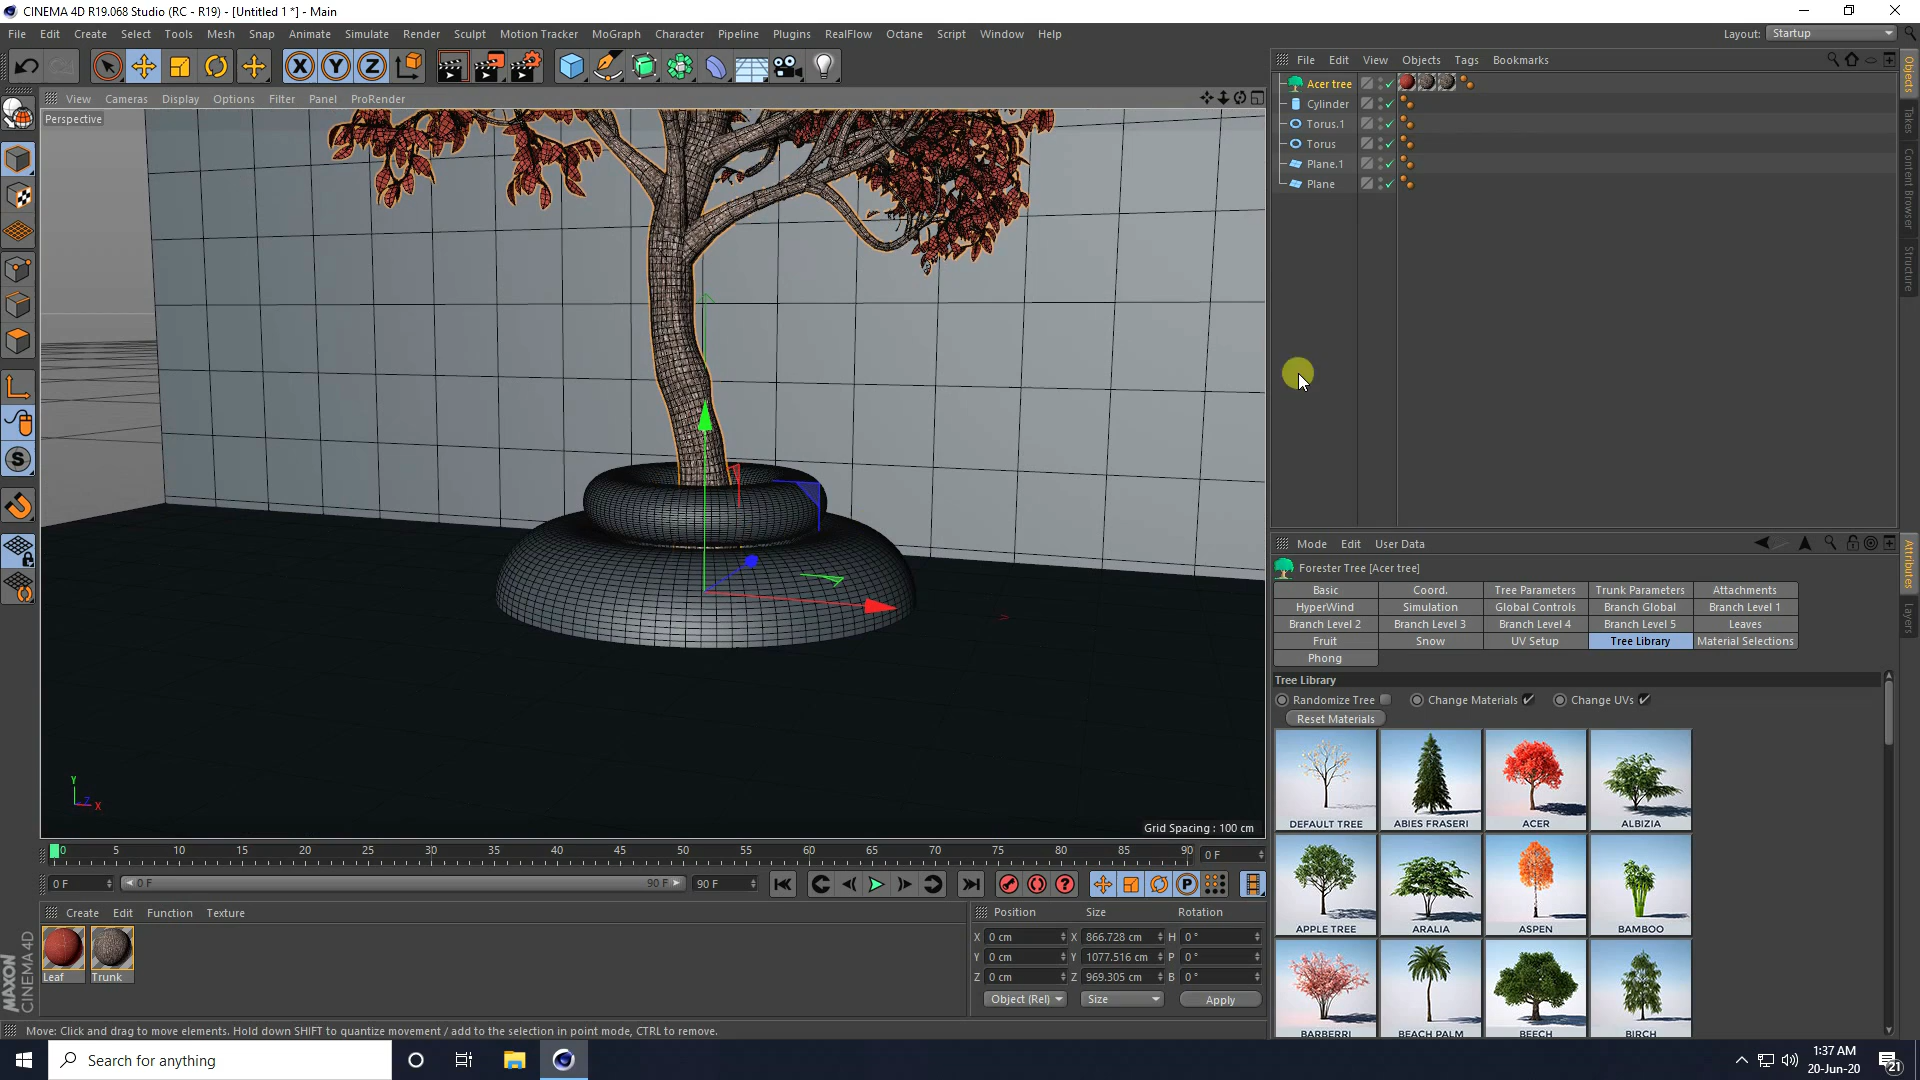 CINEMA 4D R19.068 Studio (RC - R19) - [Untitled 1 *] - Main
File Edit Create Select Tools Mesh Snap Animate Simulate Render Sculpt Motion Tracker MoGraph Character Pipeline Plugins RealFlow Octane Script Window Help
Layout: Startup
View Cameras Display Options Filter Panel ProRender
Perspective
Grid Spacing : 100 cm
Y
Z
X
File Edit View Objects Tags Bookmarks
Acer tree
Cylinder
Torus.1
Torus
Plane.1
Plane
Objects
Takes
Content Browser
Structure
Mode Edit User Data
Forester Tree [Acer tree]
Basic Coord. Tree Parameters Trunk Parameters Attachments
HyperWind Simulation Global Controls Branch Global Branch Level 1
Branch Level 2 Branch Level 3 Branch Level 4 Branch Level 5 Leaves
Fruit Snow UV Setup Tree Library Material Selections
Phong
Tree Library
Randomize Tree Change Materials Change UVs
Reset Materials
DEFAULT TREE ABIES FRASERI ACER ALBIZIA
APPLE TREE ARALIA ASPEN BAMBOO
BARBERRI BEACH PALM BEECH BIRCH
Attributes
Layers
0 5 10 15 20 25 30 35 40 45 50 55 60 65 70 75 80 85 90
0 F
0 F 0 F 90 F 90 F
Create Edit Function Texture
Leaf Trunk
Position Size Rotation
X 0 cm X 866.728 cm H 0 °
Y 0 cm Y 1077.516 cm P 0 °
Z 0 cm Z 969.305 cm B 0 °
Object (Rel) Size Apply
MAXON
CINEMA 4D
Move: Click and drag to move elements. Hold down SHIFT to quantize movement / add to the selection in point mode, CTRL to remove.
Search for anything
1:37 AM
20-Jun-20
21